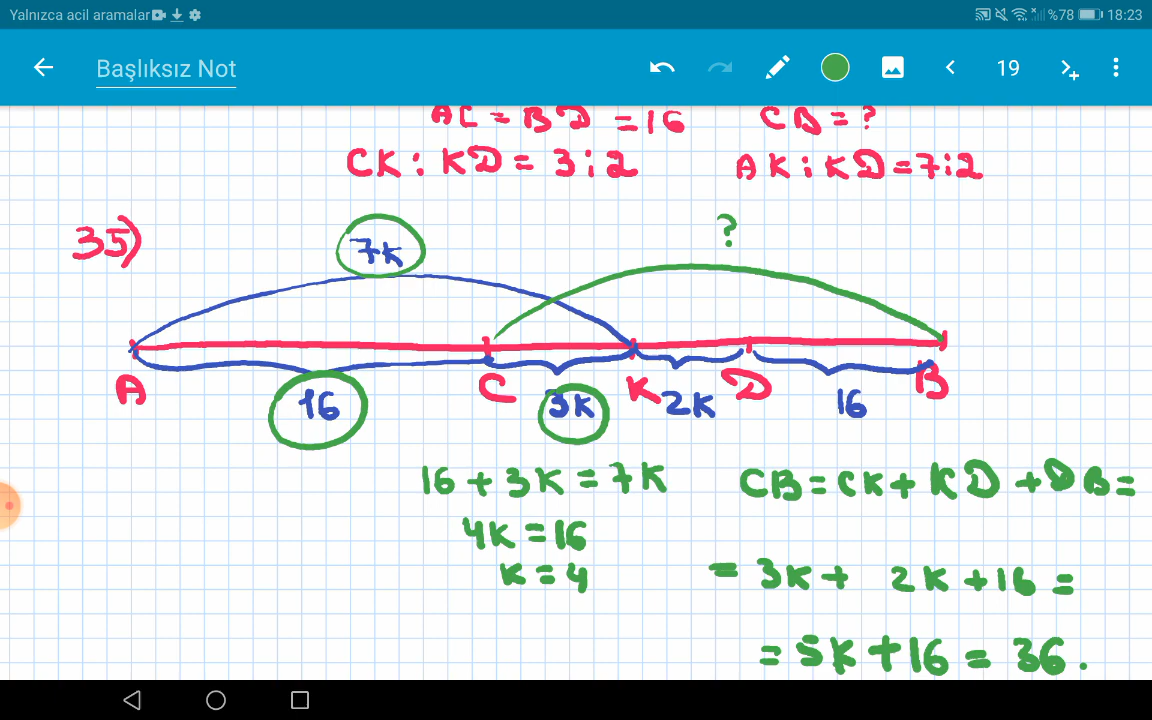 Yalnızca acil aramalar %78 18:23
Başlıksız Not 19
AC = BD = 16 CB = ?
CK : KD = 3 : 2 AK : KD = 7 : 2
35)
7k
?
A C K D B
16 3k 2k 16
16 + 3k = 7k
4k = 16
k = 4
CB = CK + KD + DB =
= 3k + 2k + 16 =
= 5k + 16 = 36.